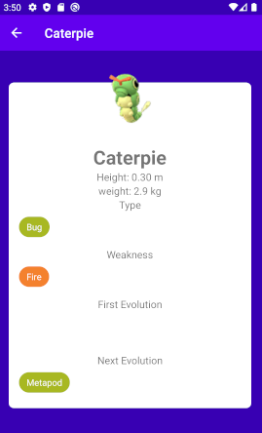 3:50
Caterpie
Caterpie
Height: 0.30 m
weight: 2.9 kg
Type
Bug
Weakness
Fire
First Evolution
Next Evolution
Metapod